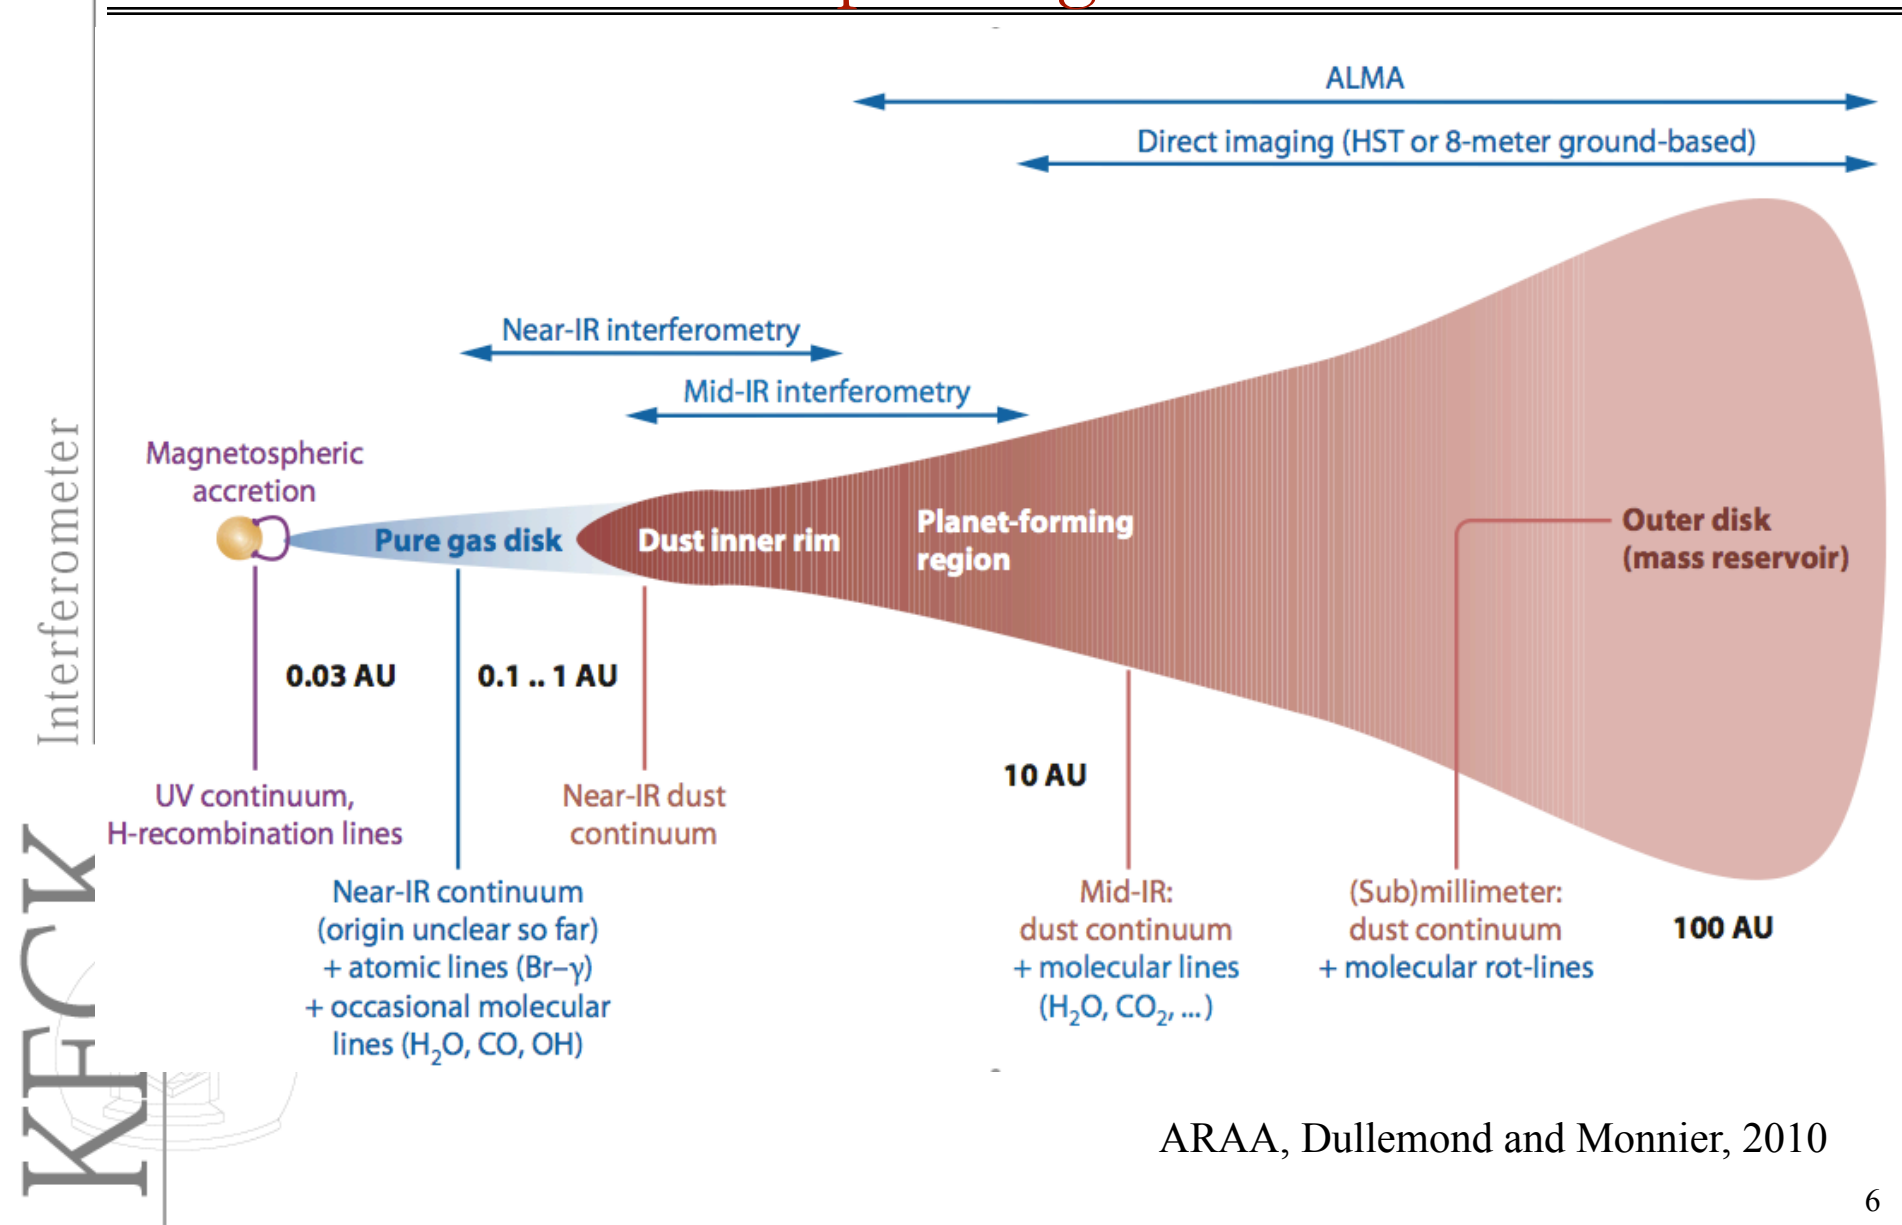 ALMA
Direct imaging (HST or 8-meter ground-based)
Near-IR interferometry
Mid-IR interferometry
Magnetospheric
accretion
Pure gas disk
Dust inner rim
Planet-forming
region
Outer disk
(mass reservoir)
0.03 AU
0.1 .. 1 AU
10 AU
100 AU
UV continuum,
H-recombination lines
Near-IR dust
continuum
Near-IR continuum
(origin unclear so far)
+ atomic lines (Br–γ)
+ occasional molecular
lines (H₂O, CO, OH)
Mid-IR:
dust continuum
+ molecular lines
(H₂O, CO₂, ...)
(Sub)millimeter:
dust continuum
+ molecular rot-lines
KECK
Interferometer
ARAA, Dullemond and Monnier, 2010
6